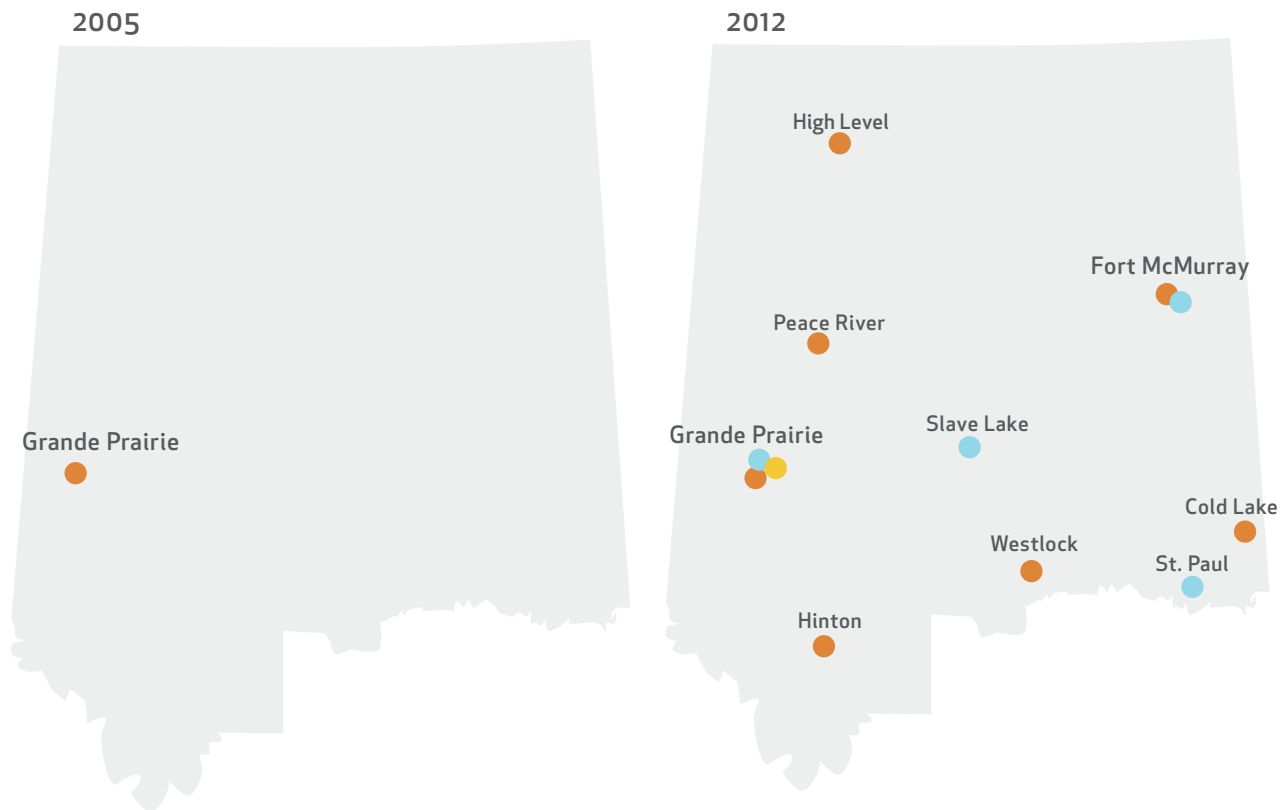 2005
Grande Prairie
2012
High Level
Fort McMurray
Peace River
Grande Prairie
Slave Lake
Cold Lake
Westlock
St. Paul
Hinton